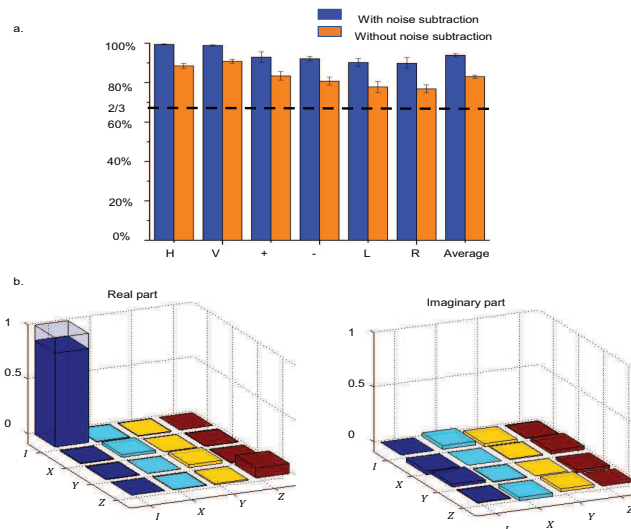 a.
With noise subtraction
Without noise subtraction
100%
80%
2/3
60%
40%
20%
0%
H V + - L R Average
b.
Real part
Imaginary part
1
0.5
0
I
X
Y
Z
I
X
Y
Z
1
0.5
0
I
X
Y
Z
I
X
Y
Z